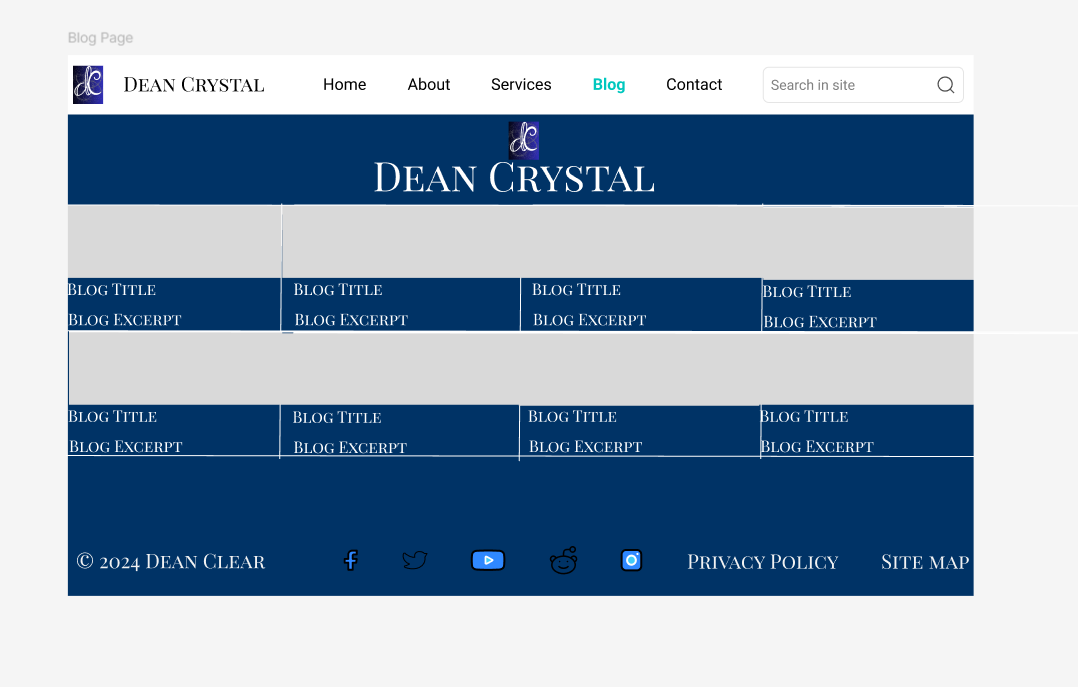 Blog Page
dC Dean Crystal Home About Services Blog Contact Search in site
dC
Dean Crystal
Blog Title Blog Title Blog Title Blog Title
Blog Excerpt Blog Excerpt Blog Excerpt Blog Excerpt
Blog Title Blog Title Blog Title Blog Title
Blog Excerpt Blog Excerpt Blog Excerpt Blog Excerpt
© 2024 Dean Clear Privacy Policy Site map